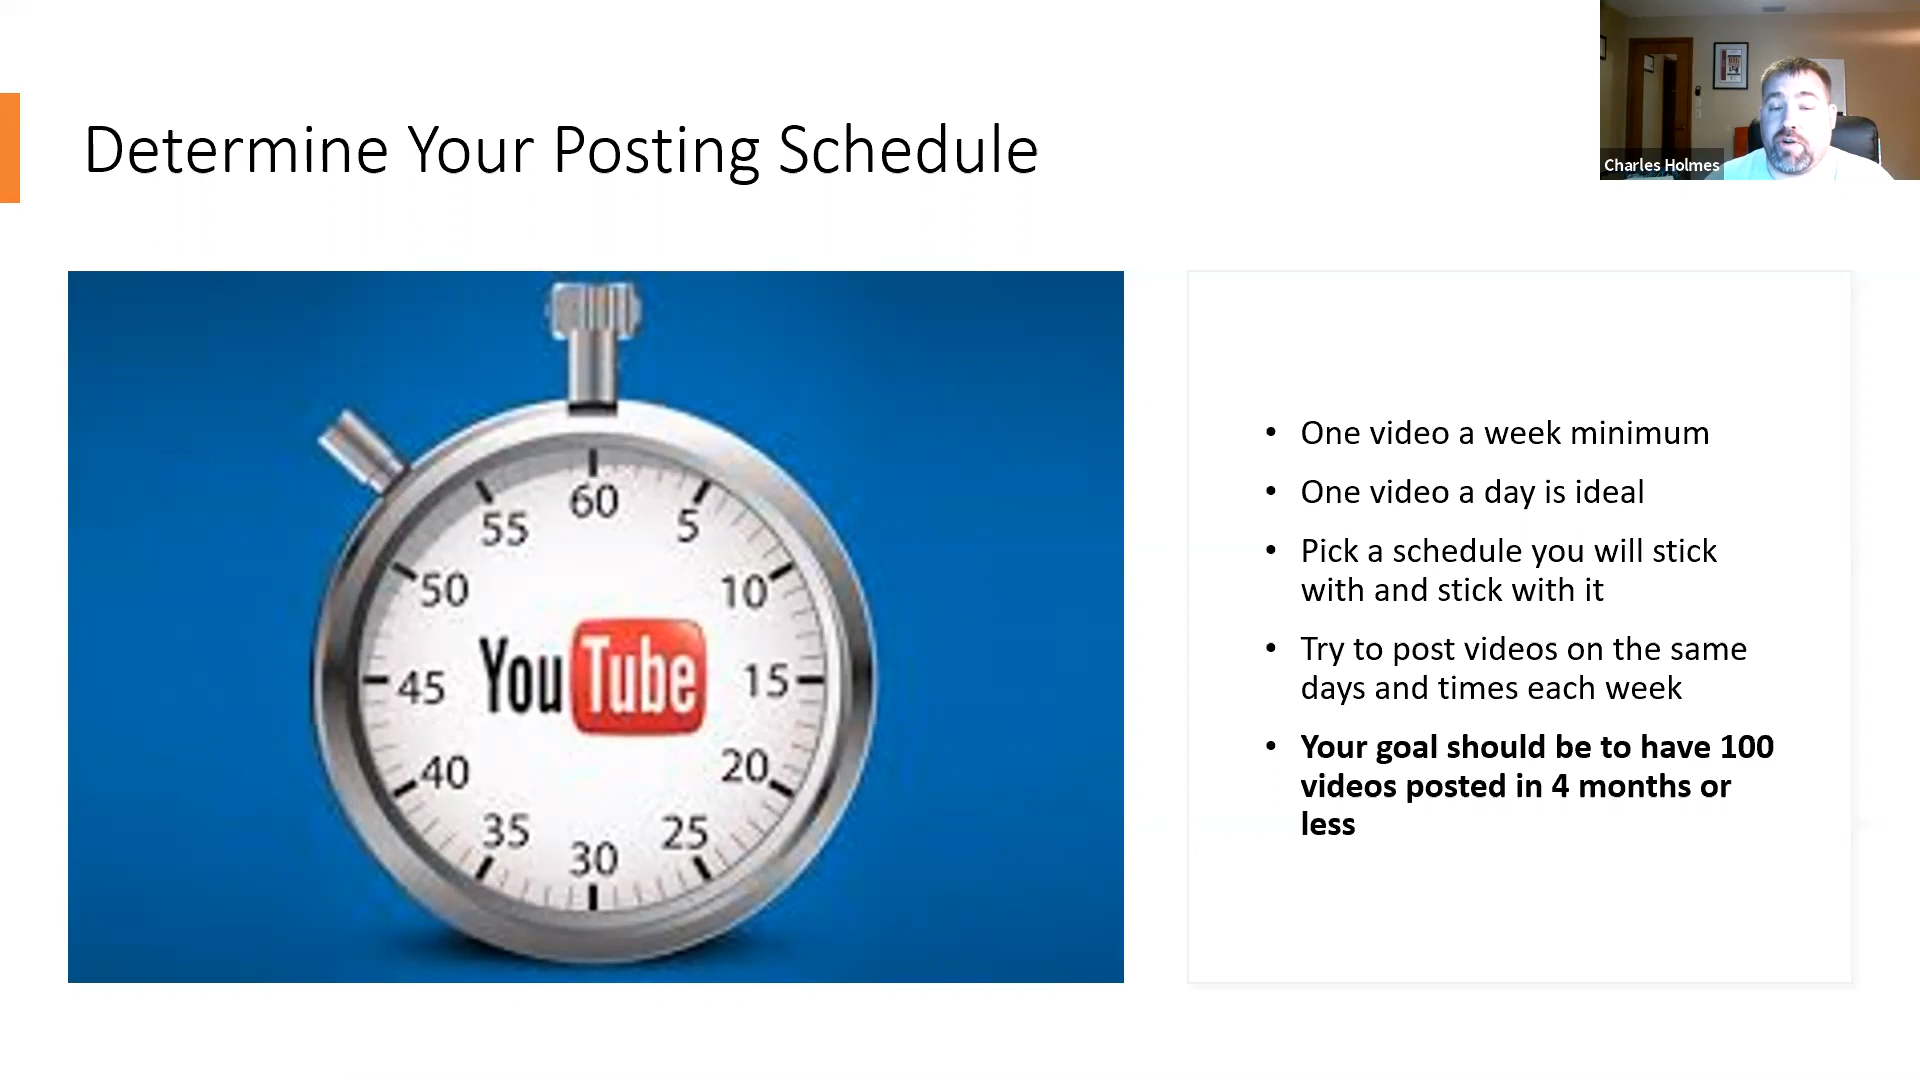 Determine Your Posting Schedule
Charles Holmes
60
55
5
50
10
YouTube
45
15
40
20
35
25
30
• One video a week minimum
• One video a day is ideal
• Pick a schedule you will stick
with and stick with it
• Try to post videos on the same
days and times each week
• Your goal should be to have 100
videos posted in 4 months or
less